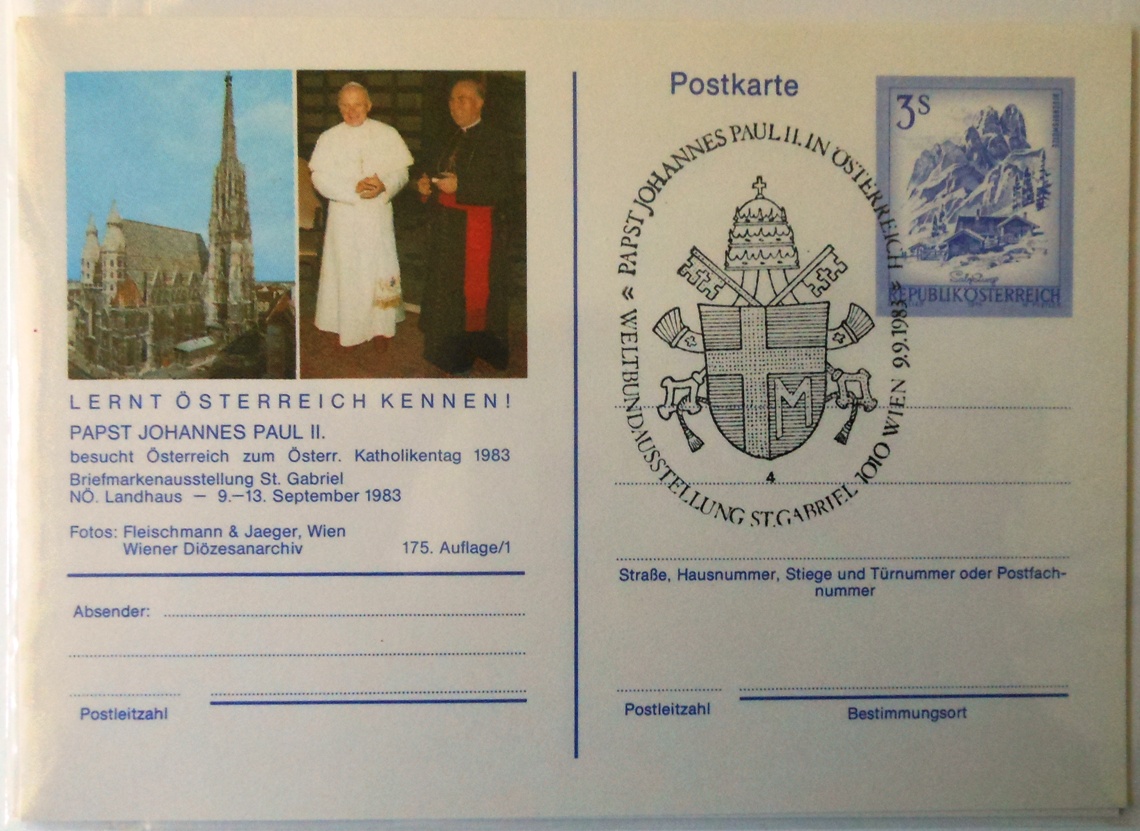 LERNT ÖSTERREICH KENNEN!
PAPST JOHANNES PAUL II.
besucht Österreich zum Österr. Katholikentag 1983
Briefmarkenausstellung St. Gabriel
NÖ. Landhaus — 9.—13. September 1983
Fotos: Fleischmann & Jaeger, Wien
Wiener Diözesanarchiv
175. Auflage/1
Absender:
Postleitzahl
Postkarte
3S
BISCHOFSMÜTZE
REPUBLIK ÖSTERREICH
PAPST JOHANNES PAUL II. IN ÖSTERREICH
« WELTBUNDAUSSTELLUNG ST. GABRIEL 1010 WIEN 9.9.1983 «
M
4
Straße, Hausnummer, Stiege und Türnummer oder Postfach-
nummer
Postleitzahl
Bestimmungsort